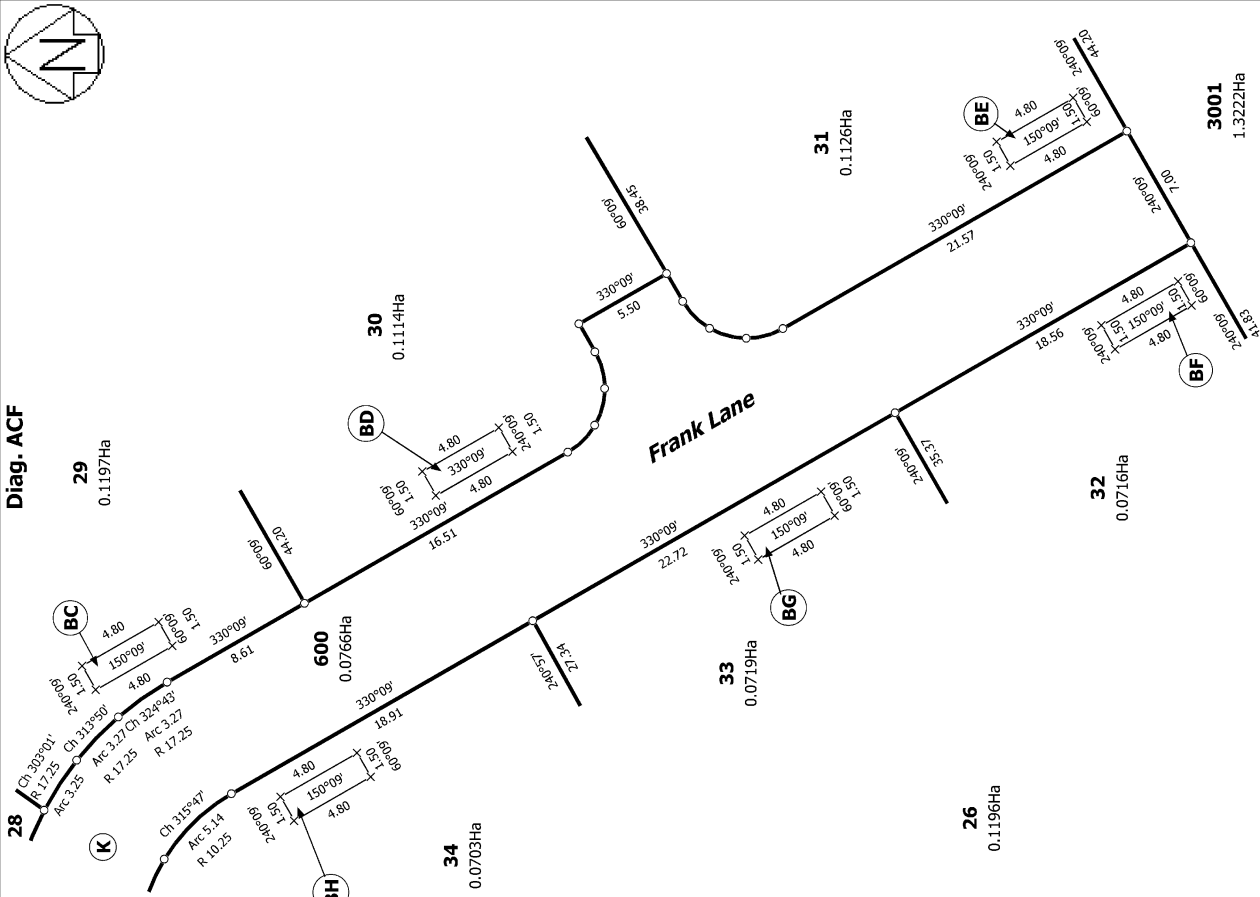 N
Diag. ACF
28
Ch 303°01'
R 17.25
Arc 3.25
Ch 313°50'
Arc 3.27
R 17.25
Ch 324°43'
Arc 3.27
R 17.25
K
29
0.1197Ha
BC
4.80
150°09'
4.80
240°09'
1.50
60°09'
1.50
330°09'
8.61
60°09'
44.20
600
0.0766Ha
30
0.1114Ha
BD
4.80
330°09'
4.80
60°09'
1.50
240°09'
1.50
330°09'
16.51
330°09'
5.50
60°09'
38.45
31
0.1126Ha
BE
4.80
150°09'
4.80
240°09'
1.50
60°09'
1.50
330°09'
21.57
240°09'
44.20
3001
1.3222Ha
240°09'
7.00
Frank Lane
330°09'
18.56
BF
4.80
150°09'
4.80
240°09'
1.50
60°09'
1.50
240°09'
41.83
32
0.0716Ha
240°09'
35.37
330°09'
22.72
BG
4.80
150°09'
4.80
240°09'
1.50
60°09'
1.50
33
0.0719Ha
240°57'
27.34
330°09'
18.91
BH
4.80
150°09'
4.80
240°09'
1.50
60°09'
1.50
Ch 315°47'
Arc 5.14
R 10.25
34
0.0703Ha
26
0.1196Ha